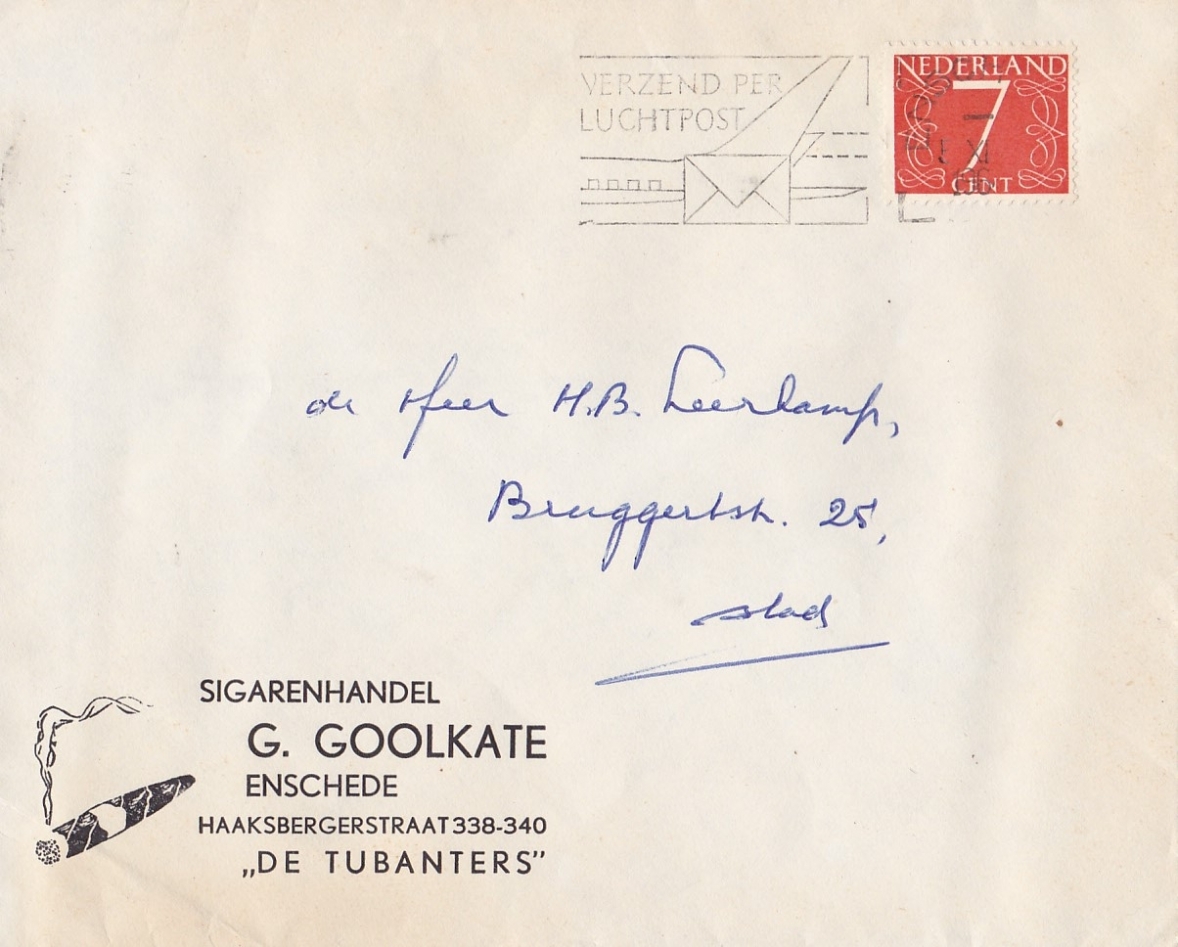 VERZEND PER
LUCHTPOST
NEDERLAND
7
CENT
XI
de Heer H.B. Leerkamp,
Bruggertstr. 25,
stad
SIGARENHANDEL
G. GOOLKATE
ENSCHEDE
HAAKSBERGERSTRAAT 338-340
„DE TUBANTERS”